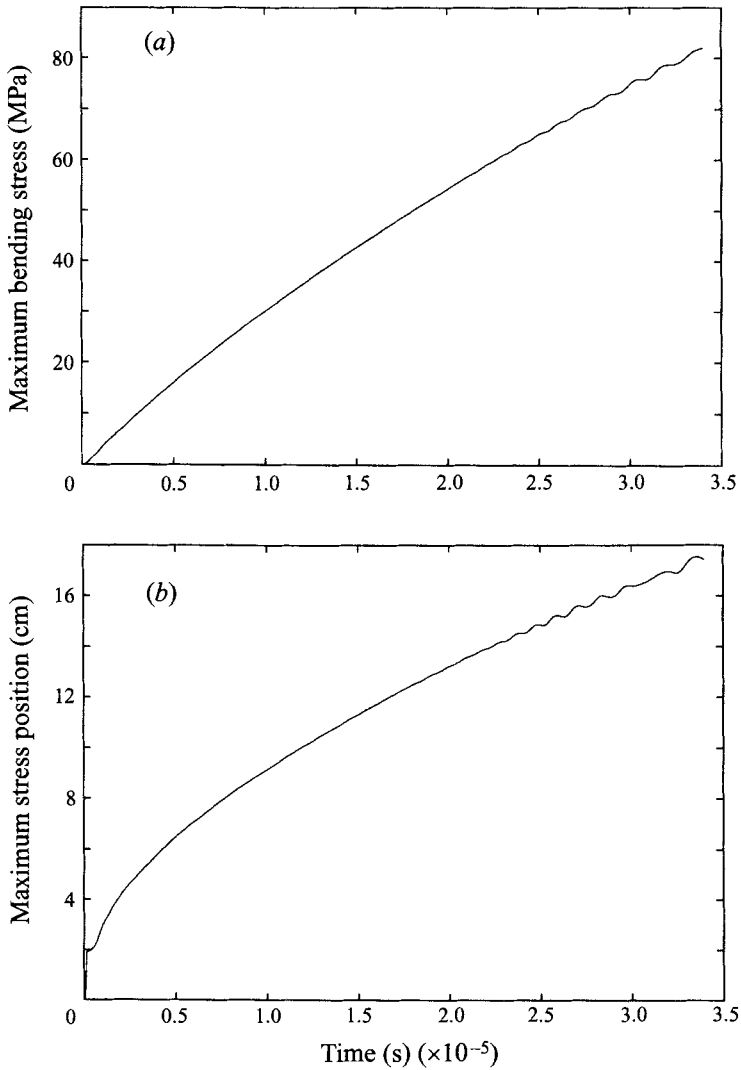 (a)
Maximum bending stress (MPa)
80
60
40
20
0
0.5 1.0 1.5 2.0 2.5 3.0 3.5
(b)
Maximum stress position (cm)
16
12
8
4
0
0.5 1.0 1.5 2.0 2.5 3.0 3.5
Time (s) (×10⁻⁵)